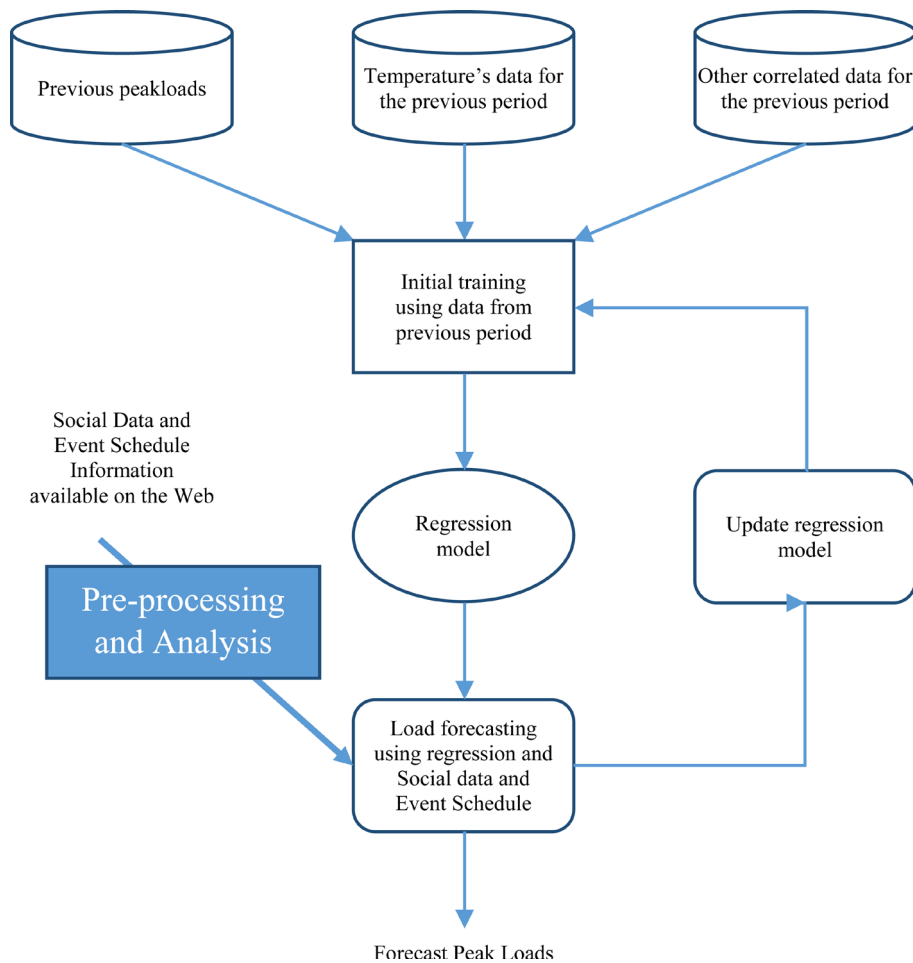 Previous peakloads
Temperature's data for
the previous period
Other correlated data for
the previous period
Initial training
using data from
previous period
Social Data and
Event Schedule
Information
available on the Web
Regression
model
Update regression
model
Pre-processing
and Analysis
Load forecasting
using regression and
Social data and
Event Schedule
Forecast Peak Loads